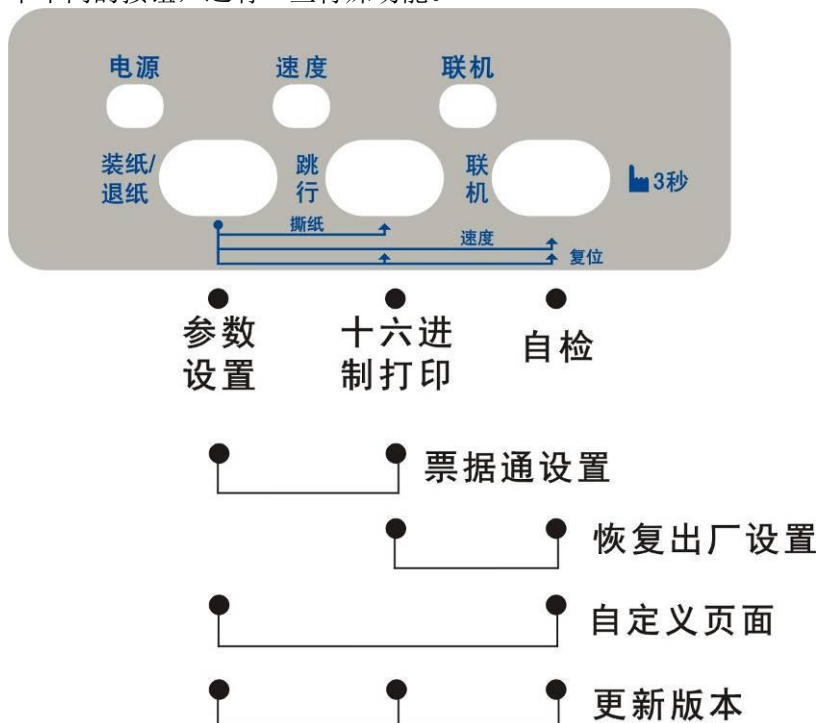 电源 速度 联机
装纸/ 跳 联 3秒
退纸 行 机
撕纸
速度
复位
参数 十六进 自检
设置 制打印
票据通设置
恢复出厂设置
自定义页面
更新版本